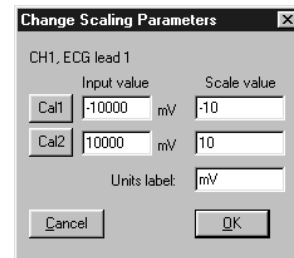 Change Scaling Parameters
CH1, ECG lead 1
Input value Scale value
Cal1 -10000 mV -10
Cal2 10000 mV 10
Units label: mV
Cancel OK